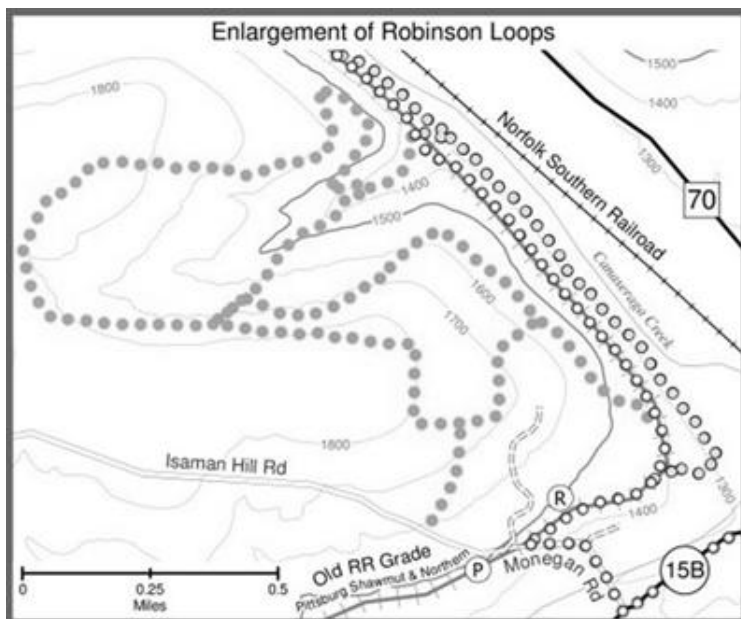 Enlargement of Robinson Loops
1500
1400
1800
1300
Norfolk Southern Railroad
70
1400
1500
Canaseraga Creek
1600
1700
1800
Isaman Hill Rd
1300
R
1400
Old RR Grade
Pittsburg Shawmut & Northern
P
Monegan Rd
15B
0
0.25
0.5
Miles